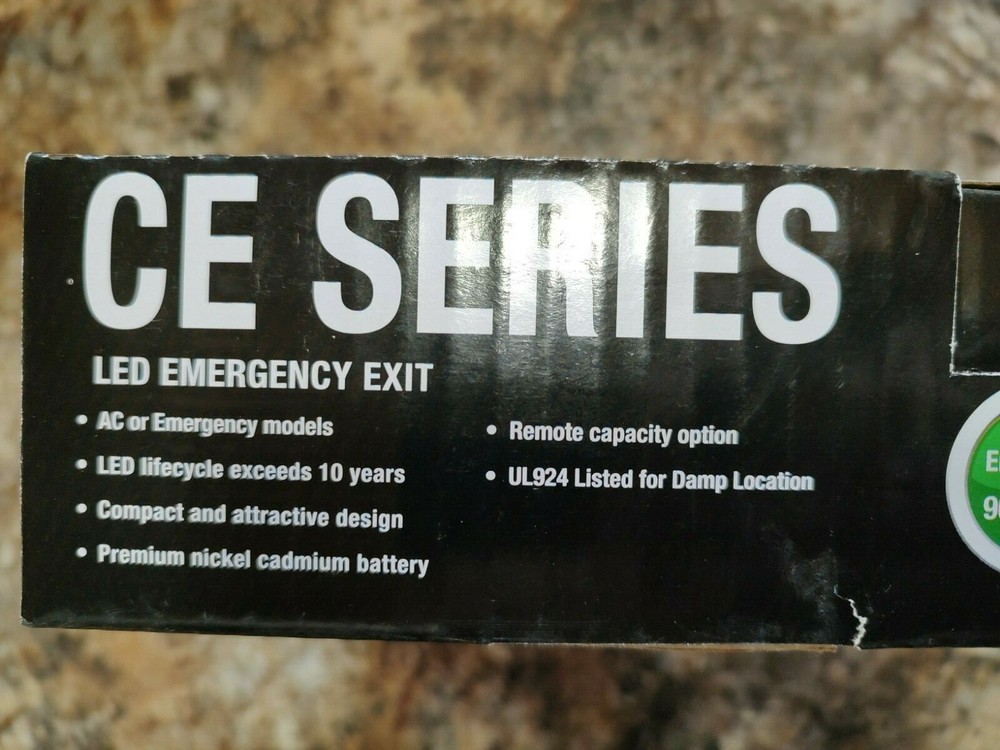 CE SERIES
LED EMERGENCY EXIT
• AC or Emergency models
• LED lifecycle exceeds 10 years
• Compact and attractive design
• Premium nickel cadmium battery
• Remote capacity option
• UL924 Listed for Damp Location